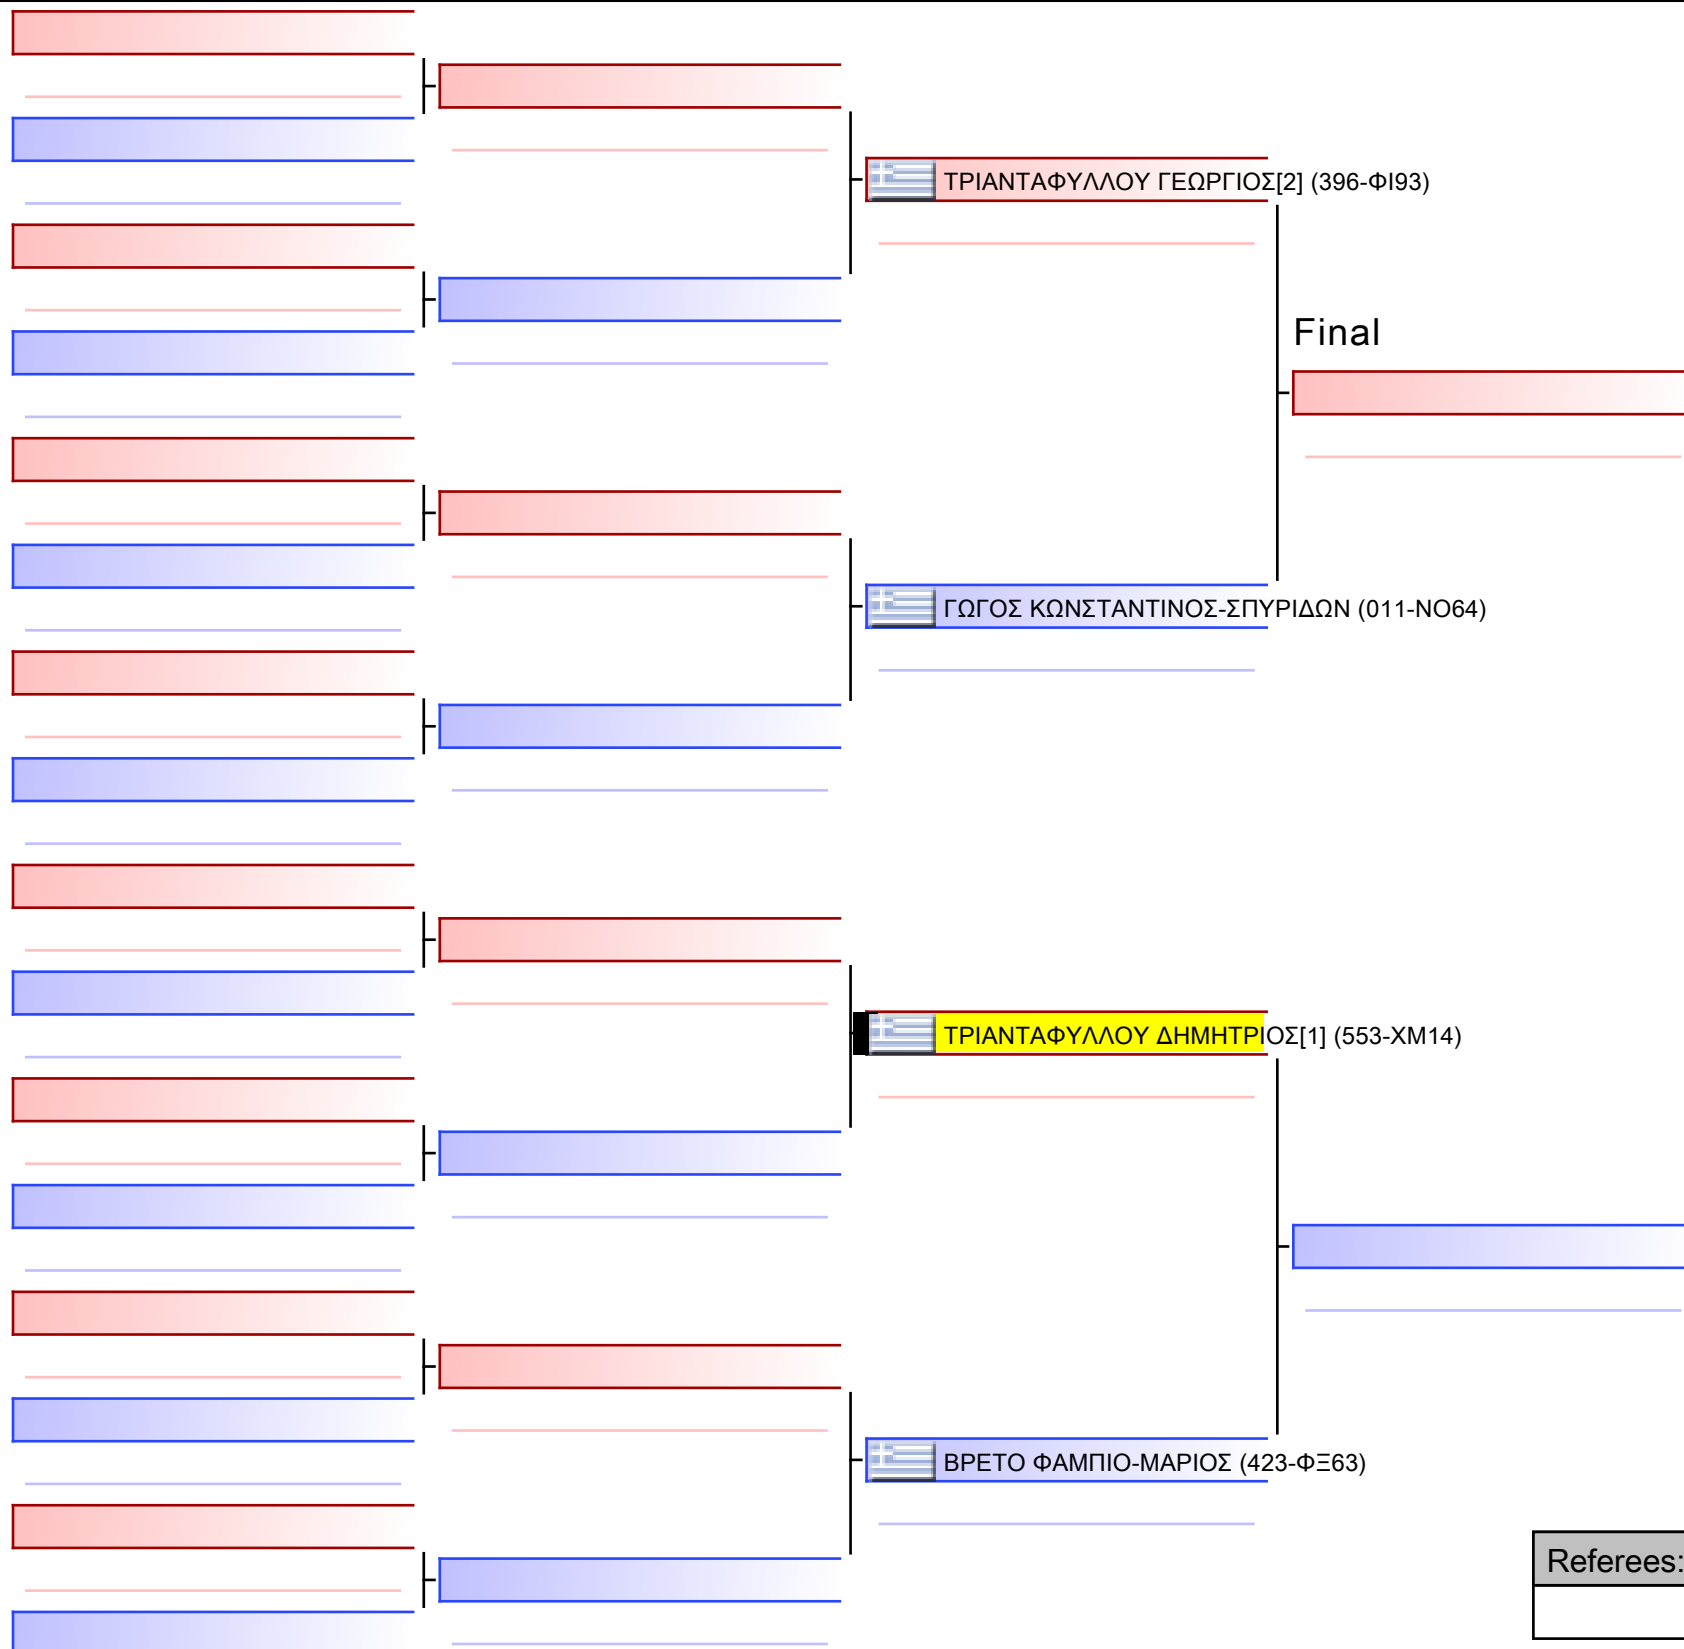 ΤΡΙΑΝΤΑΦΥΛΛΟΥ ΓΕΩΡΓΙΟΣ[2] (396-ΦΙ93)
Final
ΓΩΓΟΣ ΚΩΝΣΤΑΝΤΙΝΟΣ-ΣΠΥΡΙΔΩΝ (011-ΝΟ64)
ΤΡΙΑΝΤΑΦΥΛΛΟΥ ΔΗΜΗΤΡΙΟΣ[1] (553-ΧΜ14)
ΒΡΕΤΟ ΦΑΜΠΙΟ-ΜΑΡΙΟΣ (423-ΦΞ63)
Referees: